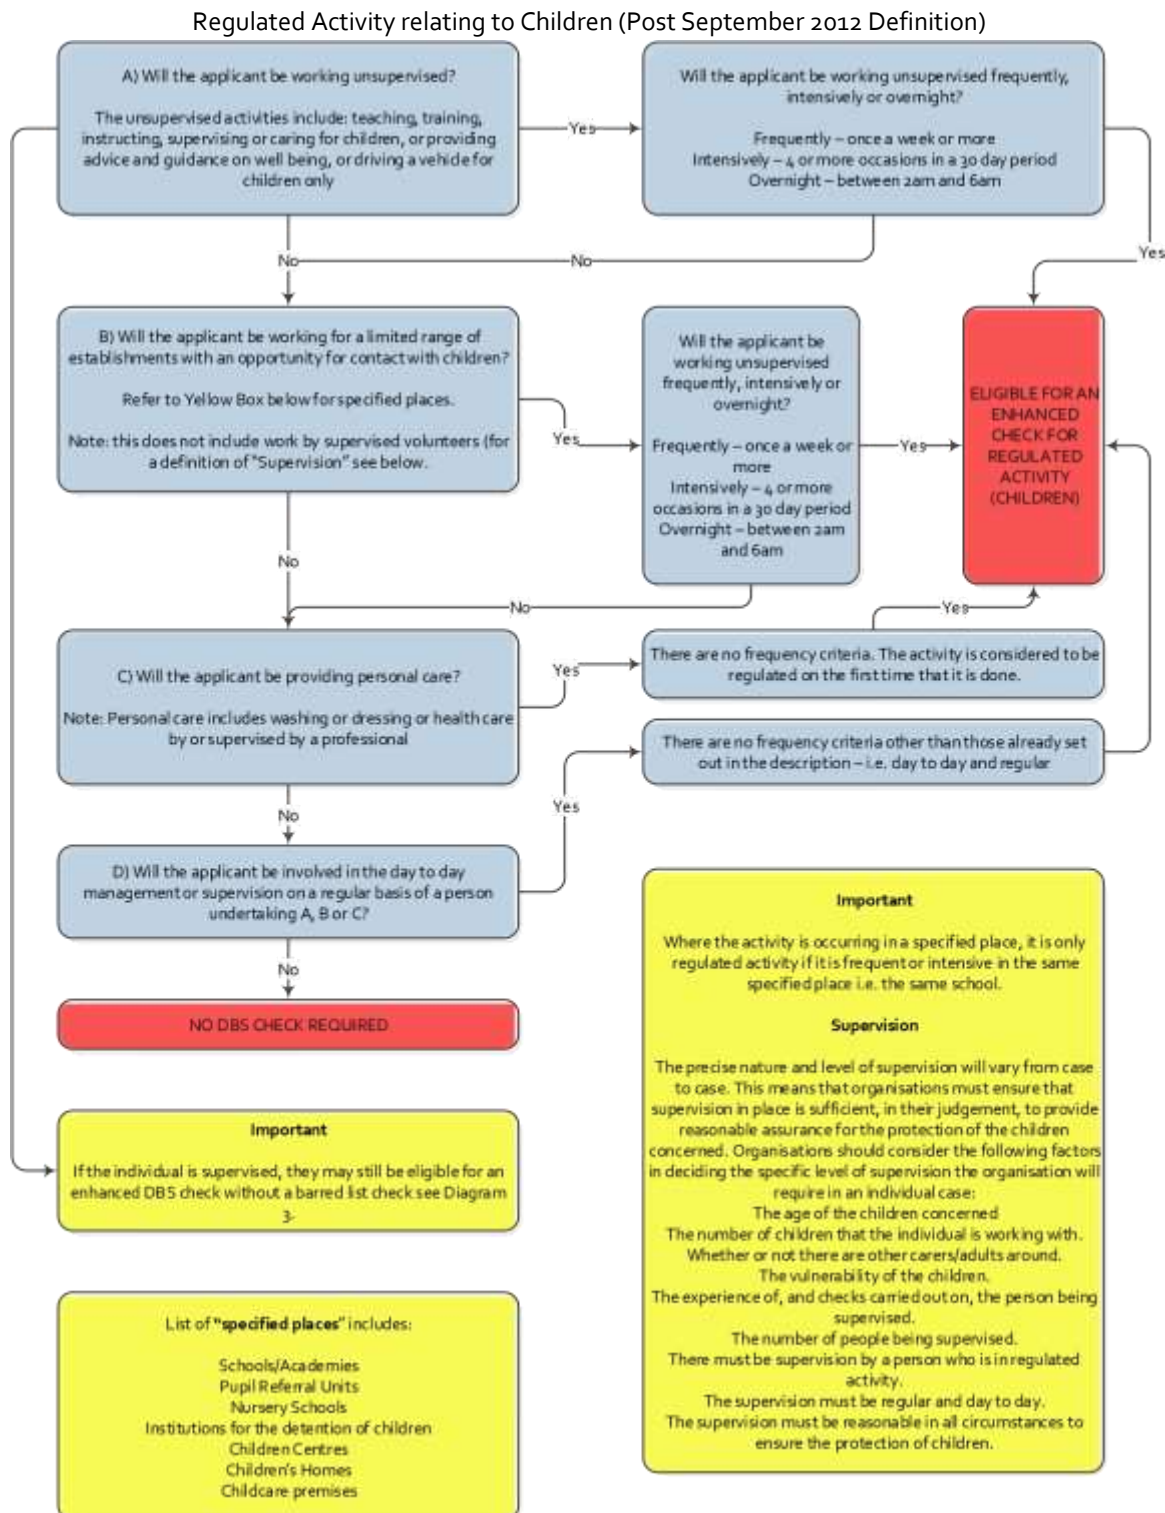 Regulated Activity relating to Children (Post September 2012 Definition)
A) Will the applicant be working unsupervised?
The unsupervised activities include: teaching, training,
instructing, supervising or caring for children, or providing
advice and guidance on well being, or driving a vehicle for
children only
Yes
Will the applicant be working unsupervised frequently,
intensively or overnight?
Frequently – once a week or more
Intensively – 4 or more occasions in a 30 day period
Overnight – between 2am and 6am
No
No
Yes
B) Will the applicant be working for a limited range of
establishments with an opportunity for contact with children?
Refer to Yellow Box below for specified places.
Note: this does not include work by supervised volunteers (for
a definition of "Supervision" see below.
Yes
Will the applicant be
working unsupervised
frequently, intensively or
overnight?
Frequently – once a week or
more
Intensively – 4 or more
occasions in a 30 day period
Overnight – between 2am
and 6am
Yes
ELIGIBLE FOR AN
ENHANCED
CHECK FOR
REGULATED
ACTIVITY
(CHILDREN)
No
No
Yes
C) Will the applicant be providing personal care?
Note: Personal care includes washing or dressing or health care
by or supervised by a professional
Yes
There are no frequency criteria. The activity is considered to be
regulated on the first time that it is done.
There are no frequency criteria other than those already set
out in the description – i.e. day to day and regular
No
Yes
D) Will the applicant be involved in the day to day
management or supervision on a regular basis of a person
undertaking A, B or C?
No
NO DBS CHECK REQUIRED
Important
If the individual is supervised, they may still be eligible for an
enhanced DBS check without a barred list check see Diagram
3.
List of "specified places" includes:
Schools/Academies
Pupil Referral Units
Nursery Schools
Institutions for the detention of children
Children Centres
Children's Homes
Childcare premises
Important
Where the activity is occurring in a specified place, it is only
regulated activity if it is frequent or intensive in the same
specified place i.e. the same school.
Supervision
The precise nature and level of supervision will vary from case
to case. This means that organisations must ensure that
supervision in place is sufficient, in their judgement, to provide
reasonable assurance for the protection of the children
concerned. Organisations should consider the following factors
in deciding the specific level of supervision the organisation will
require in an individual case:
The age of the children concerned
The number of children that the individual is working with.
Whether or not there are other carers/adults around.
The vulnerability of the children.
The experience of, and checks carried out on, the person being
supervised.
The number of people being supervised.
There must be supervision by a person who is in regulated
activity.
The supervision must be regular and day to day.
The supervision must be reasonable in all circumstances to
ensure the protection of children.